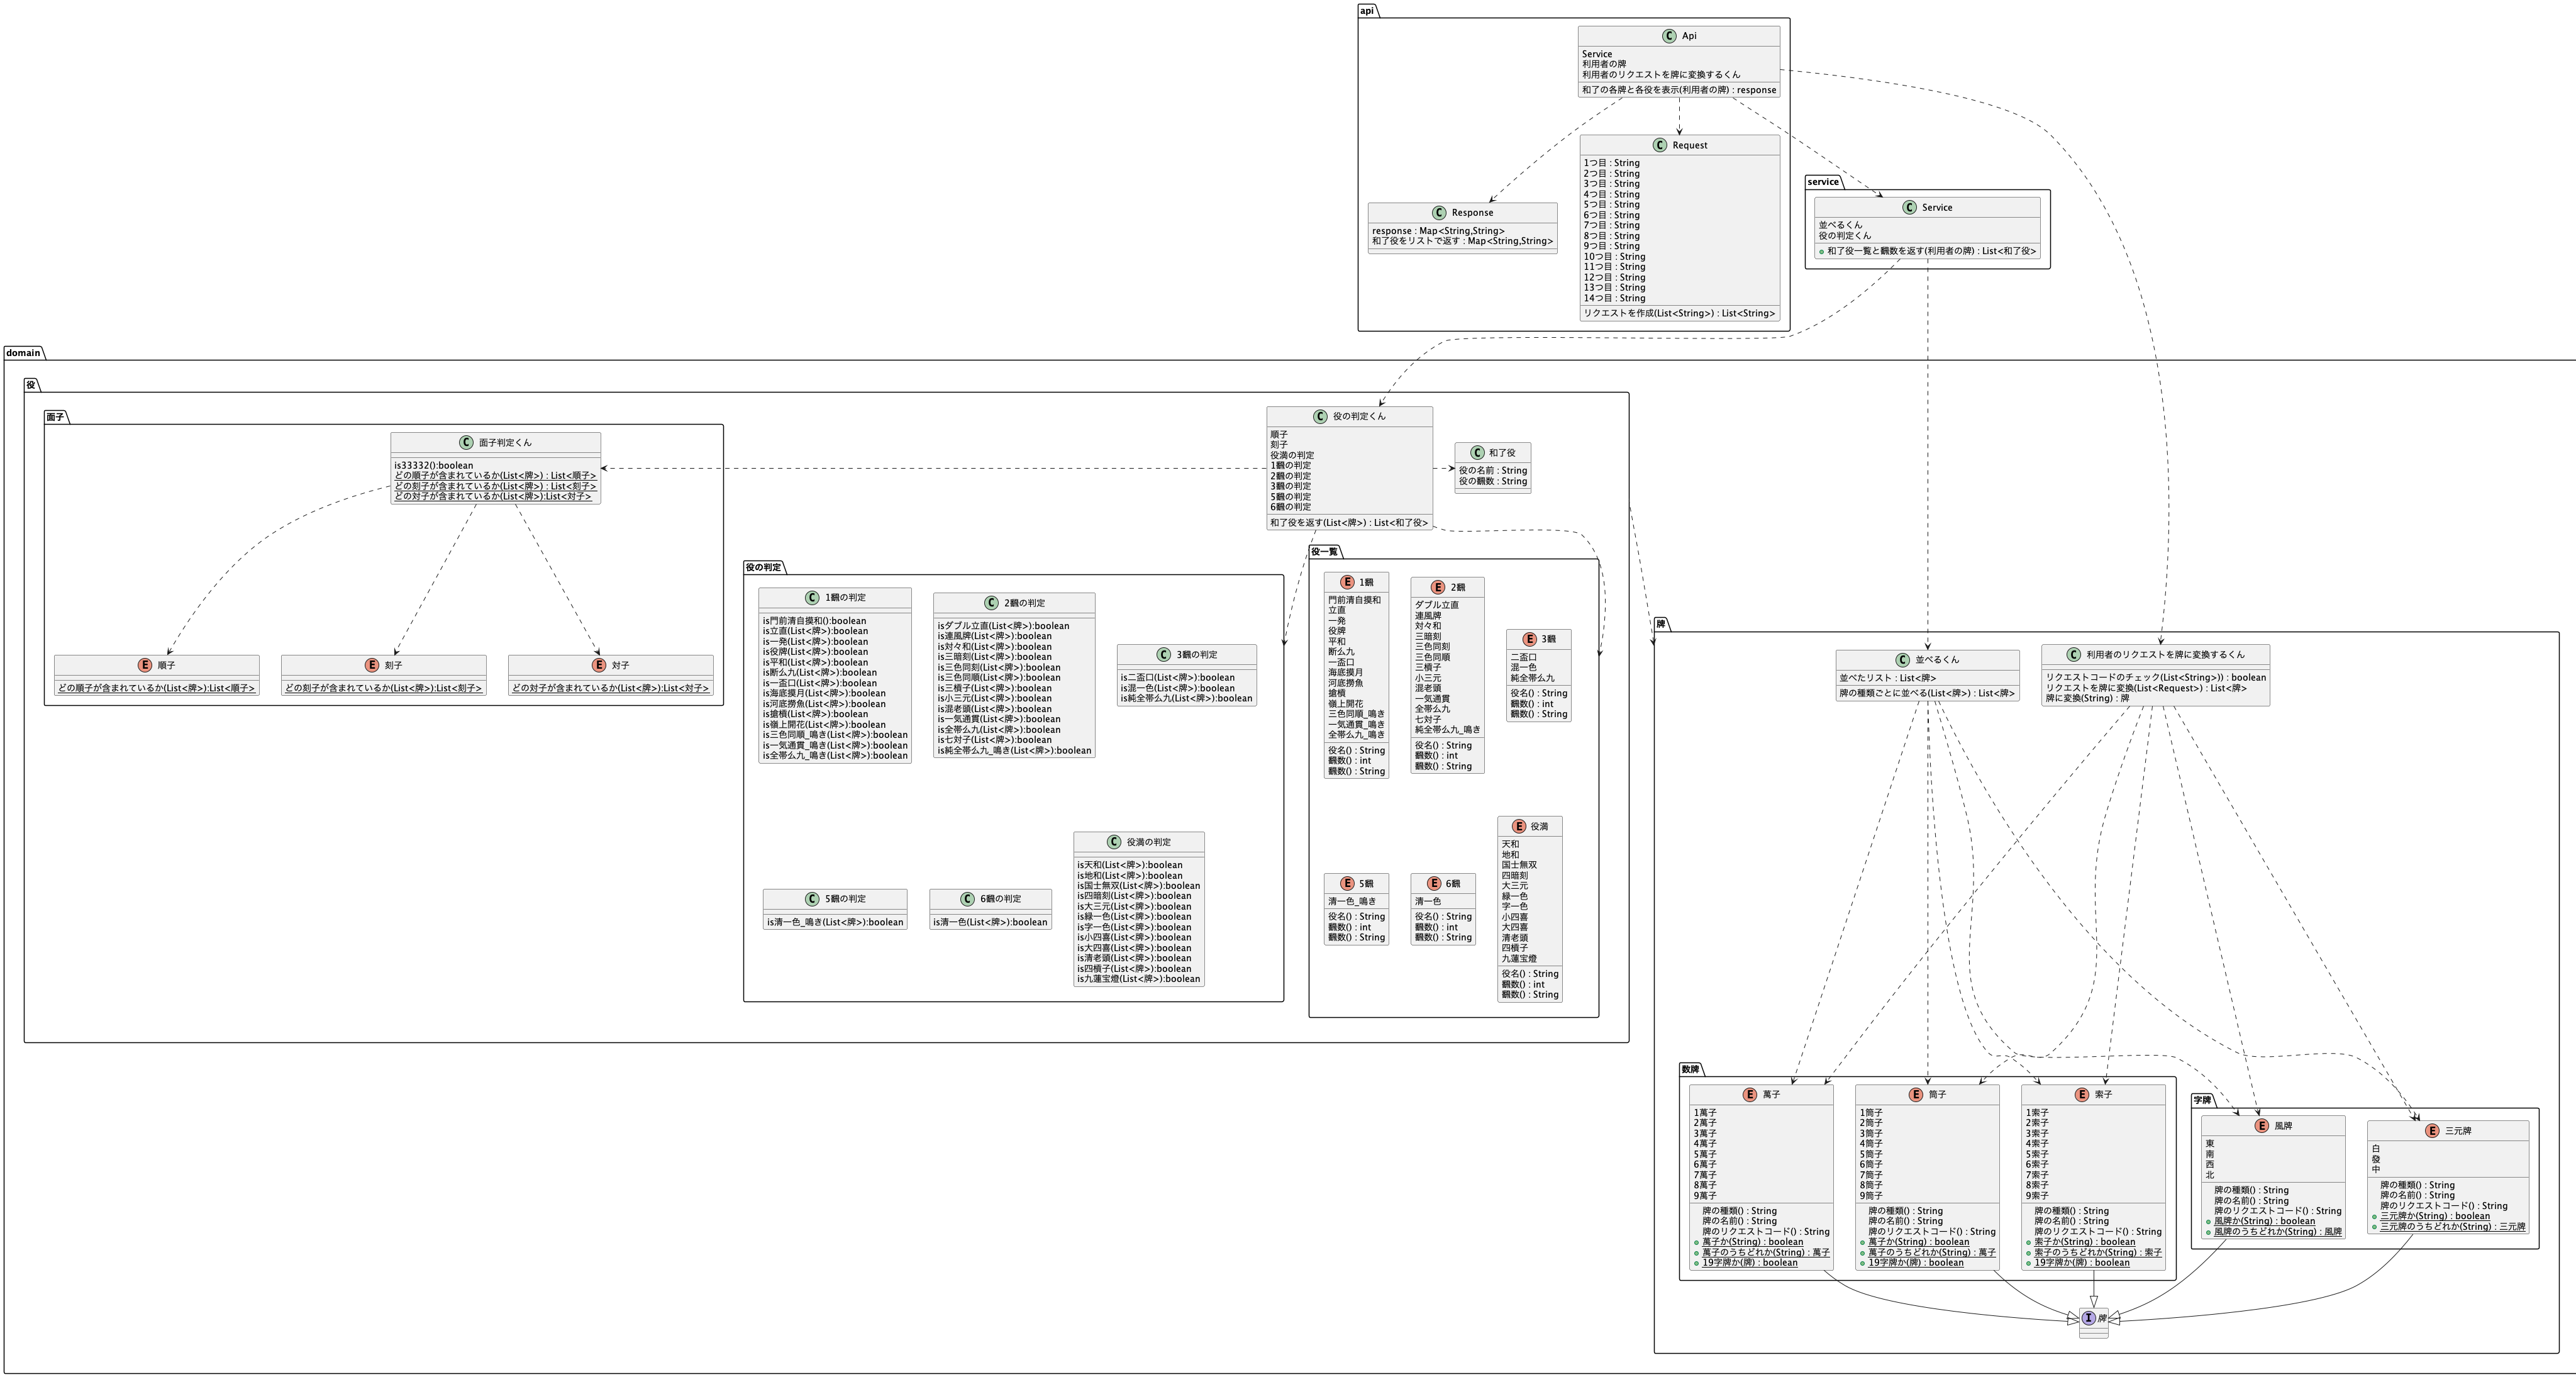 api
C Api
Service
利用者の牌
利用者のリクエストを牌に変換するくん
和了の各牌と各役を表示(利用者の牌) : response
C Request
1つ目 : String
2つ目 : String
3つ目 : String
4つ目 : String
5つ目 : String
6つ目 : String
7つ目 : String
8つ目 : String
9つ目 : String
10つ目 : String
11つ目 : String
12つ目 : String
13つ目 : String
14つ目 : String
リクエストを作成(List<String>) : List<String>
C Response
response : Map<String,String>
和了役をリストで返す : Map<String,String>
service
C Service
並べるくん
役の判定くん
和了役一覧と飜数を返す(利用者の牌) : List<和了役>
domain
役
面子
C 面子判定くん
is33332():boolean
どの順子が含まれているか(List<牌>) : List<順子>
どの刻子が含まれているか(List<牌>) : List<刻子>
どの対子が含まれているか(List<牌>):List<対子>
E 順子
どの順子が含まれているか(List<牌>):List<順子>
E 刻子
どの刻子が含まれているか(List<牌>):List<刻子>
E 対子
どの対子が含まれているか(List<牌>):List<対子>
C 役の判定くん
順子
刻子
役満の判定
1飜の判定
2飜の判定
3飜の判定
5飜の判定
6飜の判定
和了役を返す(List<牌>) : List<和了役>
C 和了役
役の名前 : String
役の飜数 : String
役の判定
C 1飜の判定
is門前清自摸和():boolean
is立直(List<牌>):boolean
is一発(List<牌>):boolean
is役牌(List<牌>):boolean
is平和(List<牌>):boolean
is断么九(List<牌>):boolean
is一盃口(List<牌>):boolean
is海底摸月(List<牌>):boolean
is河底撈魚(List<牌>):boolean
is搶槓(List<牌>):boolean
is嶺上開花(List<牌>):boolean
is三色同順_鳴き(List<牌>):boolean
is一気通貫_鳴き(List<牌>):boolean
is全帯么九_鳴き(List<牌>):boolean
C 2飜の判定
isダブル立直(List<牌>):boolean
is連風牌(List<牌>):boolean
is対々和(List<牌>):boolean
is三暗刻(List<牌>):boolean
is三色同刻(List<牌>):boolean
is三色同順(List<牌>):boolean
is三槓子(List<牌>):boolean
is小三元(List<牌>):boolean
is混老頭(List<牌>):boolean
is一気通貫(List<牌>):boolean
is全帯么九(List<牌>):boolean
is七対子(List<牌>):boolean
is純全帯么九_鳴き(List<牌>):boolean
C 3飜の判定
is二盃口(List<牌>):boolean
is混一色(List<牌>):boolean
is純全帯么九(List<牌>):boolean
C 5飜の判定
is清一色_鳴き(List<牌>):boolean
C 6飜の判定
is清一色(List<牌>):boolean
C 役満の判定
is天和(List<牌>):boolean
is地和(List<牌>):boolean
is国士無双(List<牌>):boolean
is四暗刻(List<牌>):boolean
is大三元(List<牌>):boolean
is緑一色(List<牌>):boolean
is字一色(List<牌>):boolean
is小四喜(List<牌>):boolean
is大四喜(List<牌>):boolean
is清老頭(List<牌>):boolean
is四槓子(List<牌>):boolean
is九蓮宝燈(List<牌>):boolean
役一覧
E 1飜
門前清自摸和
立直
一発
役牌
平和
断么九
一盃口
海底摸月
河底撈魚
搶槓
嶺上開花
三色同順_鳴き
一気通貫_鳴き
全帯么九_鳴き
役名() : String
飜数() : int
飜数() : String
E 2飜
ダブル立直
連風牌
対々和
三暗刻
三色同刻
三色同順
三槓子
小三元
混老頭
一気通貫
全帯么九
七対子
純全帯么九_鳴き
役名() : String
飜数() : int
飜数() : String
E 3飜
二盃口
混一色
純全帯么九
役名() : String
飜数() : int
飜数() : String
E 5飜
清一色_鳴き
役名() : String
飜数() : int
飜数() : String
E 6飜
清一色
役名() : String
飜数() : int
飜数() : String
E 役満
天和
地和
国士無双
四暗刻
大三元
緑一色
字一色
小四喜
大四喜
清老頭
四槓子
九蓮宝燈
役名() : String
飜数() : int
飜数() : String
牌
C 並べるくん
並べたリスト : List<牌>
牌の種類ごとに並べる(List<牌>) : List<牌>
C 利用者のリクエストを牌に変換するくん
リクエストコードのチェック(List<String>)) : boolean
リクエストを牌に変換(List<Request>) : List<牌>
牌に変換(String) : 牌
数牌
E 萬子
1萬子
2萬子
3萬子
4萬子
5萬子
6萬子
7萬子
8萬子
9萬子
牌の種類() : String
牌の名前() : String
牌のリクエストコード() : String
萬子か(String) : boolean
萬子のうちどれか(String) : 萬子
19字牌か(牌) : boolean
E 筒子
1筒子
2筒子
3筒子
4筒子
5筒子
6筒子
7筒子
8筒子
9筒子
牌の種類() : String
牌の名前() : String
牌のリクエストコード() : String
萬子か(String) : boolean
萬子のうちどれか(String) : 萬子
19字牌か(牌) : boolean
E 索子
1索子
2索子
3索子
4索子
5索子
6索子
7索子
8索子
9索子
牌の種類() : String
牌の名前() : String
牌のリクエストコード() : String
索子か(String) : boolean
索子のうちどれか(String) : 索子
19字牌か(牌) : boolean
字牌
E 風牌
東
南
西
北
牌の種類() : String
牌の名前() : String
牌のリクエストコード() : String
風牌か(String) : boolean
風牌のうちどれか(String) : 風牌
E 三元牌
白
發
中
牌の種類() : String
牌の名前() : String
牌のリクエストコード() : String
三元牌か(String) : boolean
三元牌のうちどれか(String) : 三元牌
I 牌